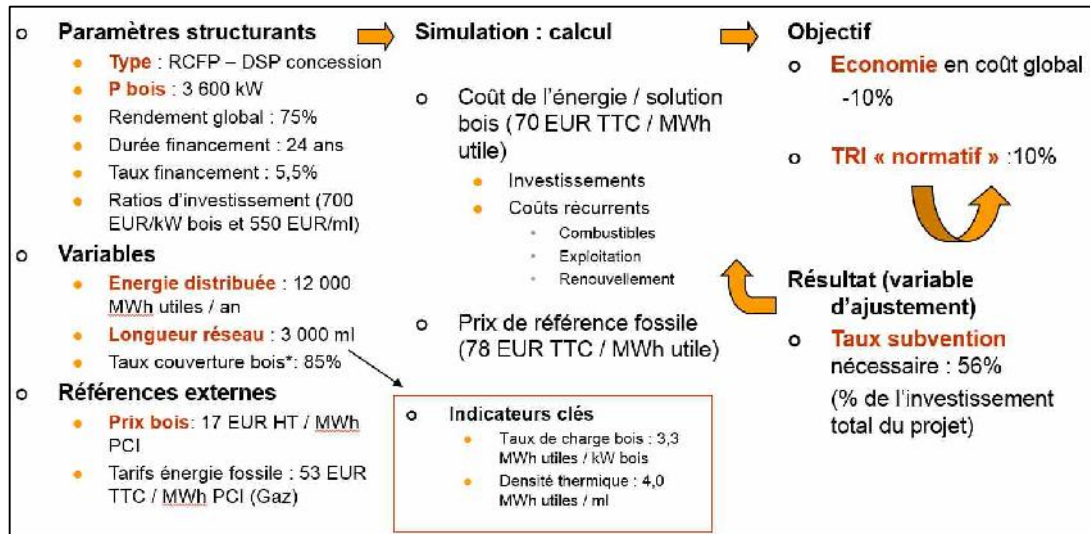 Paramètres structurants
Type : RCFP – DSP concession
P bois : 3 600 kW
Rendement global : 75%
Durée financement : 24 ans
Taux financement : 5,5%
Ratios d'investissement (700
EUR/kW bois et 550 EUR/ml)
Variables
Energie distribuée : 12 000
MWh utiles / an
Longueur réseau : 3 000 ml
Taux couverture bois*: 85%
Références externes
Prix bois: 17 EUR HT / MWh
PCI
Tarifs énergie fossile : 53 EUR
TTC / MWh PCI (Gaz)
Simulation : calcul
Coût de l'énergie / solution
bois (70 EUR TTC / MWh
utile)
Investissements
Coûts récurrents
Combustibles
Exploitation
Renouvellement
Prix de référence fossile
(78 EUR TTC / MWh utile)
Indicateurs clés
Taux de charge bois : 3,3
MWh utiles / kW bois
Densité thermique : 4,0
MWh utiles / ml
Objectif
Economie en coût global
-10%
TRI « normatif » :10%
Résultat (variable
d'ajustement)
Taux subvention
nécessaire : 56%
(% de l'investissement
total du projet)